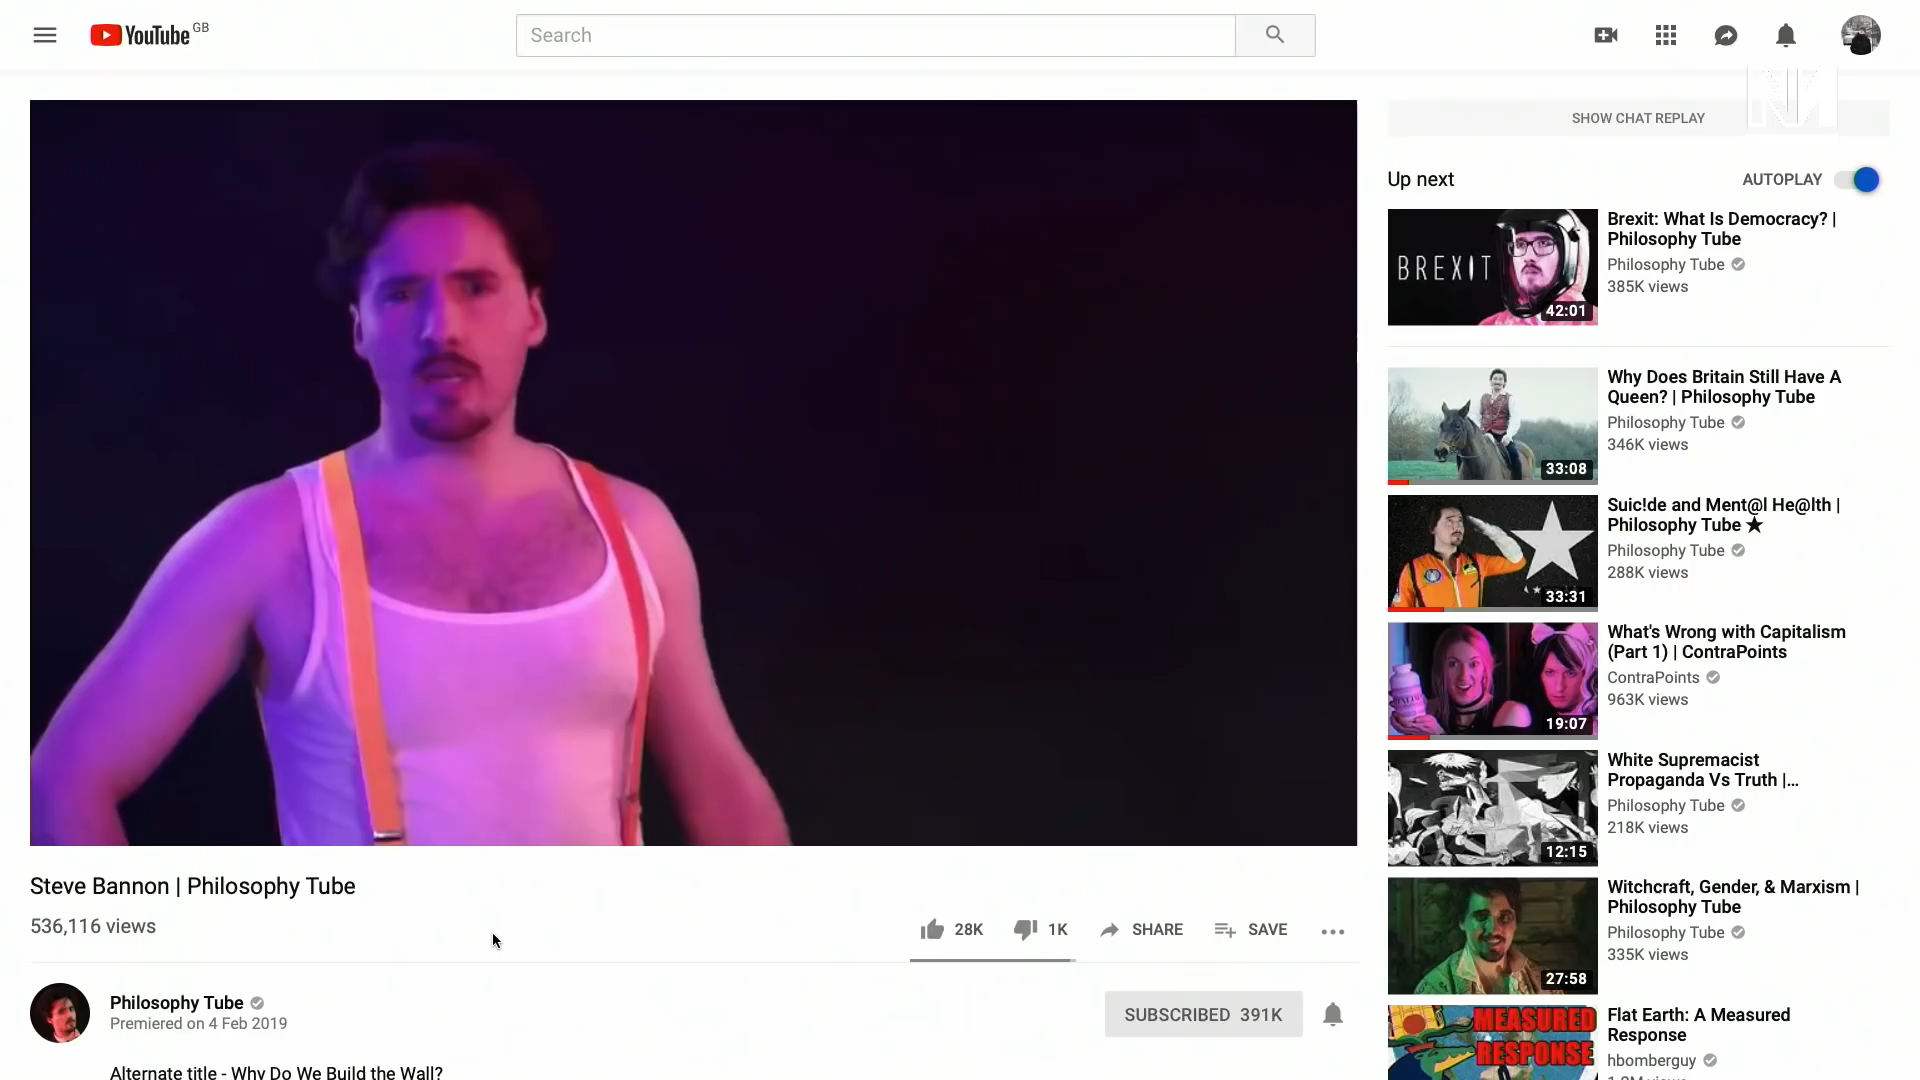 YouTube GB
Search
SHOW CHAT REPLAY
Up next
AUTOPLAY
BREXIT
42:01
Brexit: What Is Democracy? |
Philosophy Tube
Philosophy Tube
385K views
33:08
Why Does Britain Still Have A
Queen? | Philosophy Tube
Philosophy Tube
346K views
33:31
Suic!de and Ment@l He@lth |
Philosophy Tube ★
Philosophy Tube
288K views
19:07
What's Wrong with Capitalism
(Part 1) | ContraPoints
ContraPoints
963K views
12:15
White Supremacist
Propaganda Vs Truth |...
Philosophy Tube
218K views
27:58
Witchcraft, Gender, & Marxism |
Philosophy Tube
Philosophy Tube
335K views
MEASURED
RESPONSE
Flat Earth: A Measured
Response
hbomberguy
Steve Bannon | Philosophy Tube
536,116 views
28K
1K
SHARE
SAVE
Philosophy Tube
Premiered on 4 Feb 2019
SUBSCRIBED 391K
Alternate title - Why Do We Build the Wall?